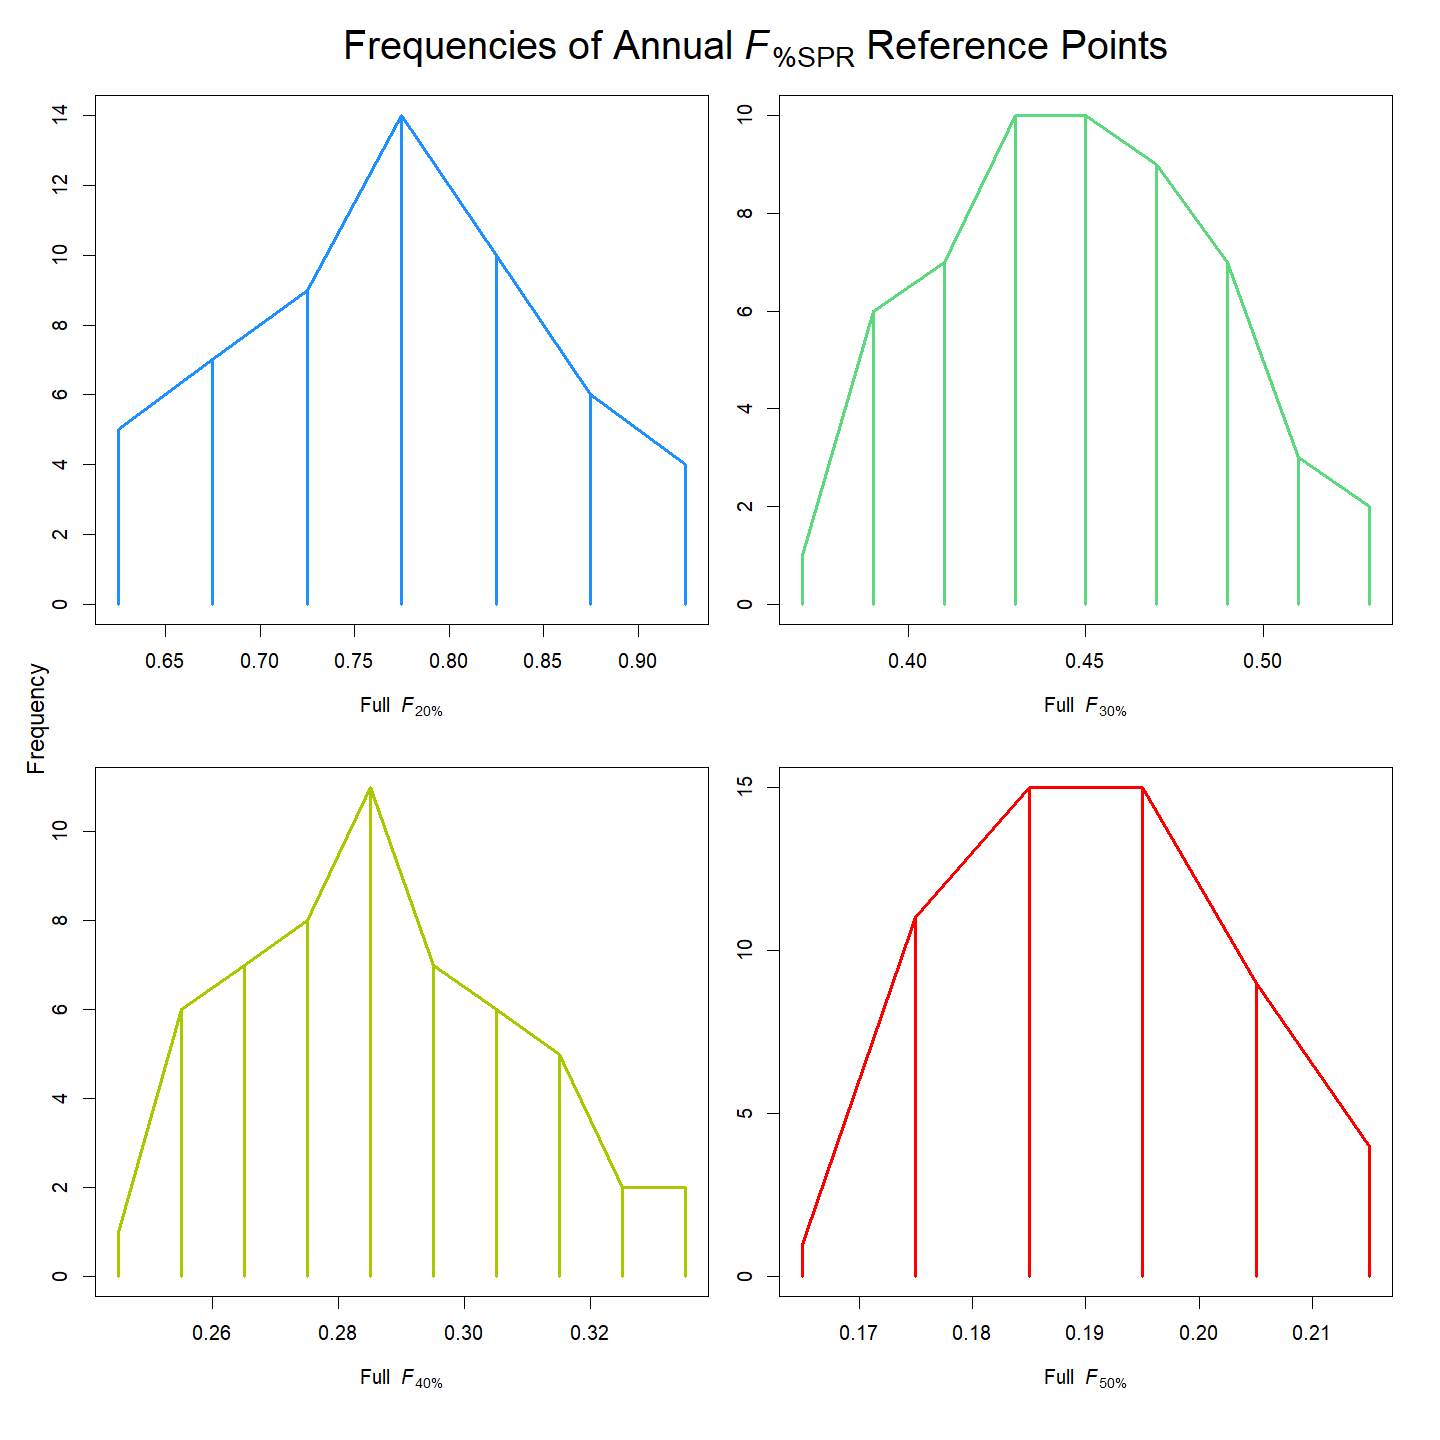 Frequencies of Annual F%SPR Reference Points
Frequency
0 2 4 6 8 10 12 14
0.65 0.70 0.75 0.80 0.85 0.90
Full F20%
0 2 4 6 8 10
0.40 0.45 0.50
Full F30%
0 2 4 6 8 10
0.26 0.28 0.30 0.32
Full F40%
0 5 10 15
0.17 0.18 0.19 0.20 0.21
Full F50%